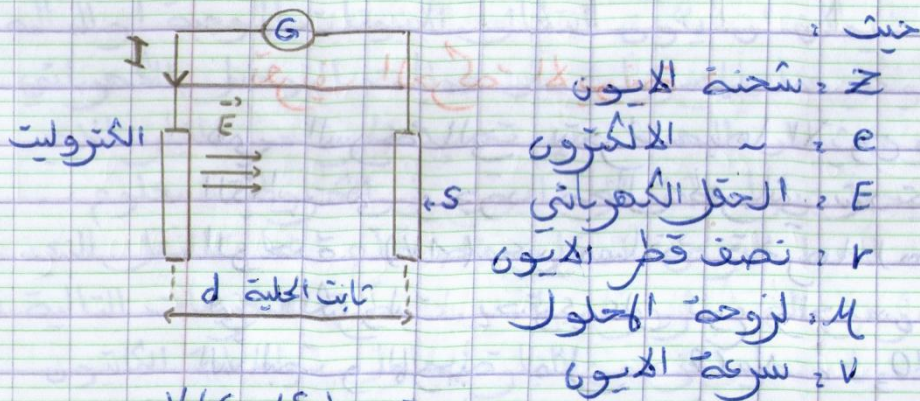 حيث :
Z : شحنة الايون
e : ~ الالكترون
E : الحقل الكهربائي
r : نصف قطر الايون
μ : لزوجة المحلول
v : سرعة الايون
G
I
E
الكتروليت
S
ثابت الخلية d